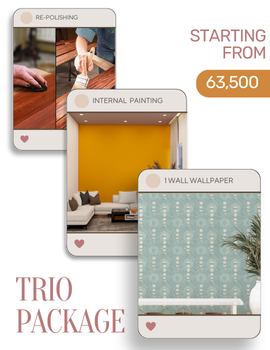 RE-POLISHING
STARTING
FROM
63,500
INTERNAL PAINTING
1 WALL WALLPAPER
TRIO
PACKAGE